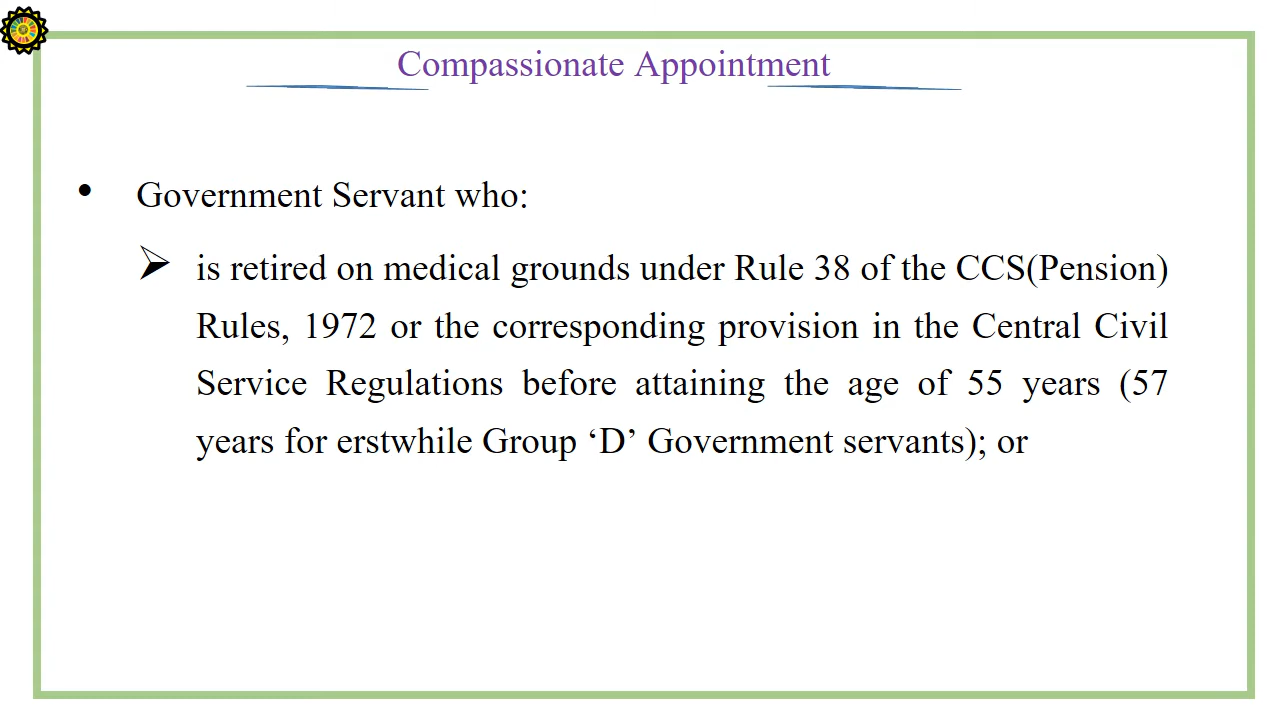 Compassionate Appointment
• Government Servant who:
➢ is retired on medical grounds under Rule 38 of the CCS(Pension)
Rules, 1972 or the corresponding provision in the Central Civil
Service Regulations before attaining the age of 55 years (57
years for erstwhile Group ‘D’ Government servants); or